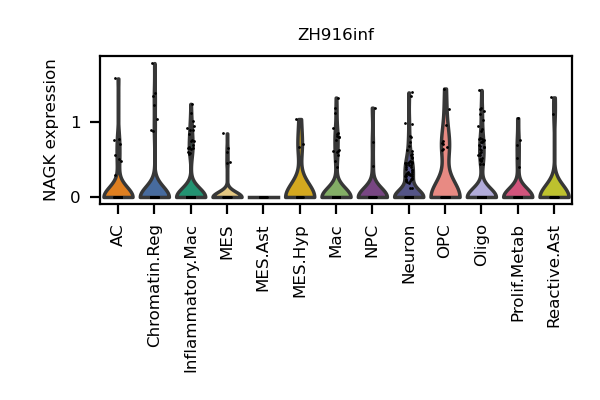 ZH916inf
NAGK expression
1
0
AC
Chromatin.Reg
Inflammatory.Mac
MES
MES.Ast
MES.Hyp
Mac
NPC
Neuron
OPC
Oligo
Prolif.Metab
Reactive.Ast